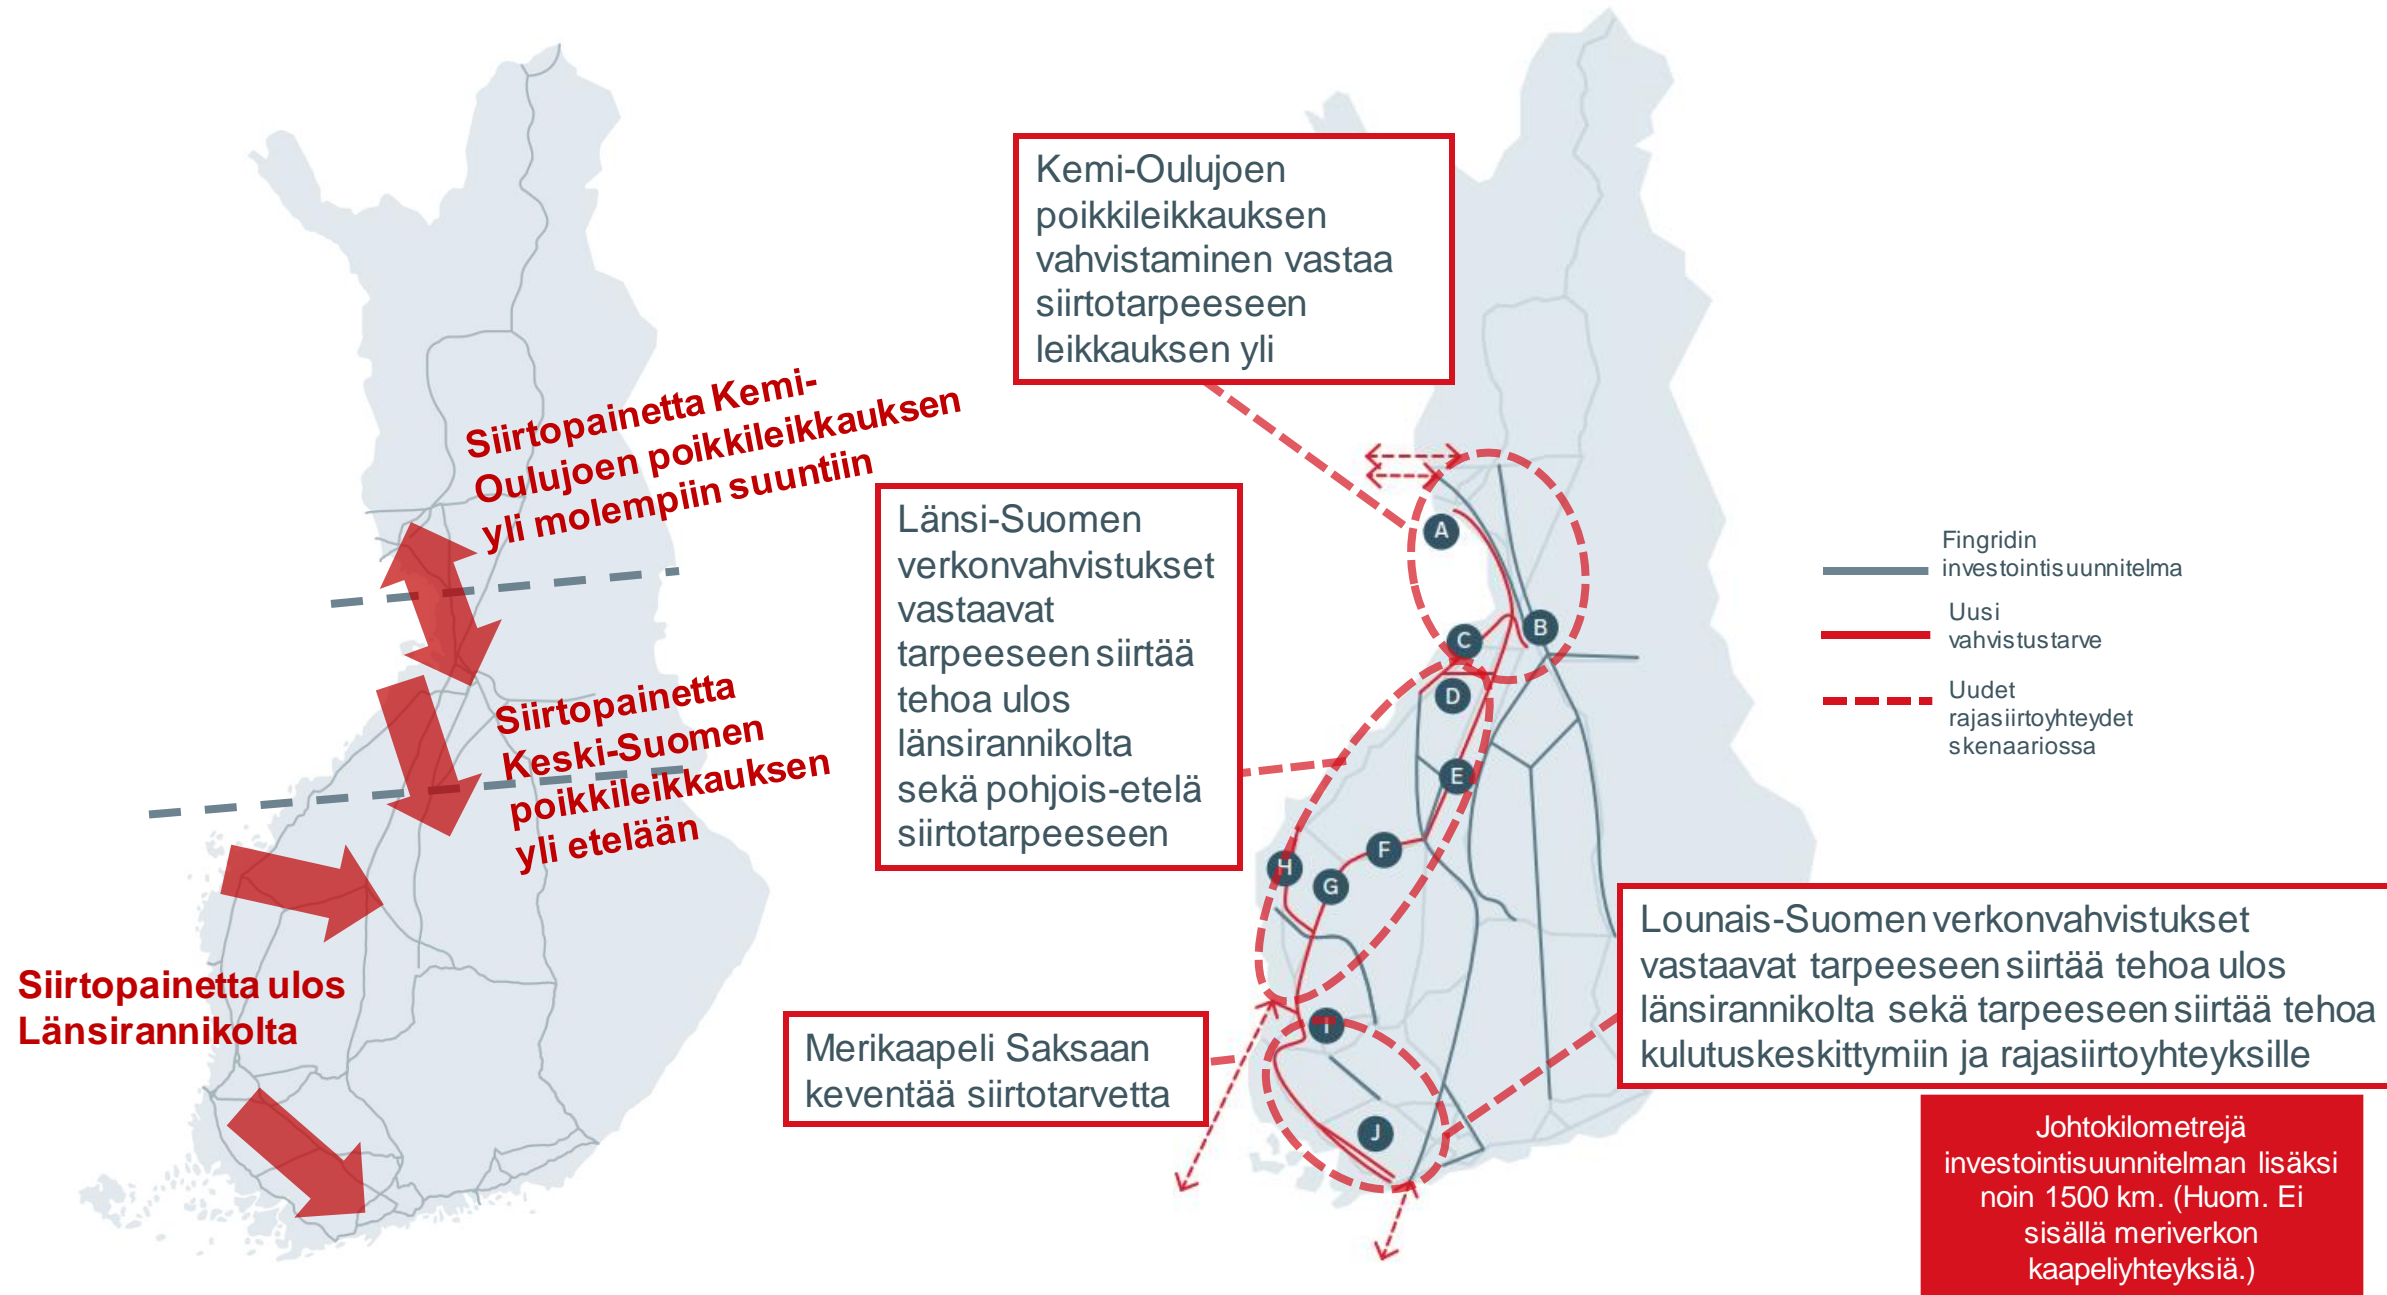 Siirtopainetta Kemi-
Oulujoen poikkileikkauksen
yli molempiin suuntiin
Siirtopainetta
Keski-Suomen
poikkileikkauksen
yli etelään
Siirtopainetta ulos
Länsirannikolta
Kemi-Oulujoen
poikkileikkauksen
vahvistaminen vastaa
siirtotarpeeseen
leikkauksen yli
Länsi-Suomen
verkonvahvistukset
vastaavat
tarpeeseen siirtää
tehoa ulos
länsirannikolta
sekä pohjois-etelä
siirtotarpeeseen
Merikaapeli Saksaan
keventää siirtotarvetta
A
B
C
D
E
F
G
H
I
J
Fingridin
investointisuunnitelma
Uusi
vahvistustarve
Uudet
rajasiirtoyhteydet
skenaariossa
Lounais-Suomen verkonvahvistukset
vastaavat tarpeeseen siirtää tehoa ulos
länsirannikolta sekä tarpeeseen siirtää tehoa
kulutuskeskittymiin ja rajasiirtoyhteyksille
Johtokilometrejä
investointisuunnitelman lisäksi
noin 1500 km. (Huom. Ei
sisällä meriverkon
kaapeliyhteyksiä.)